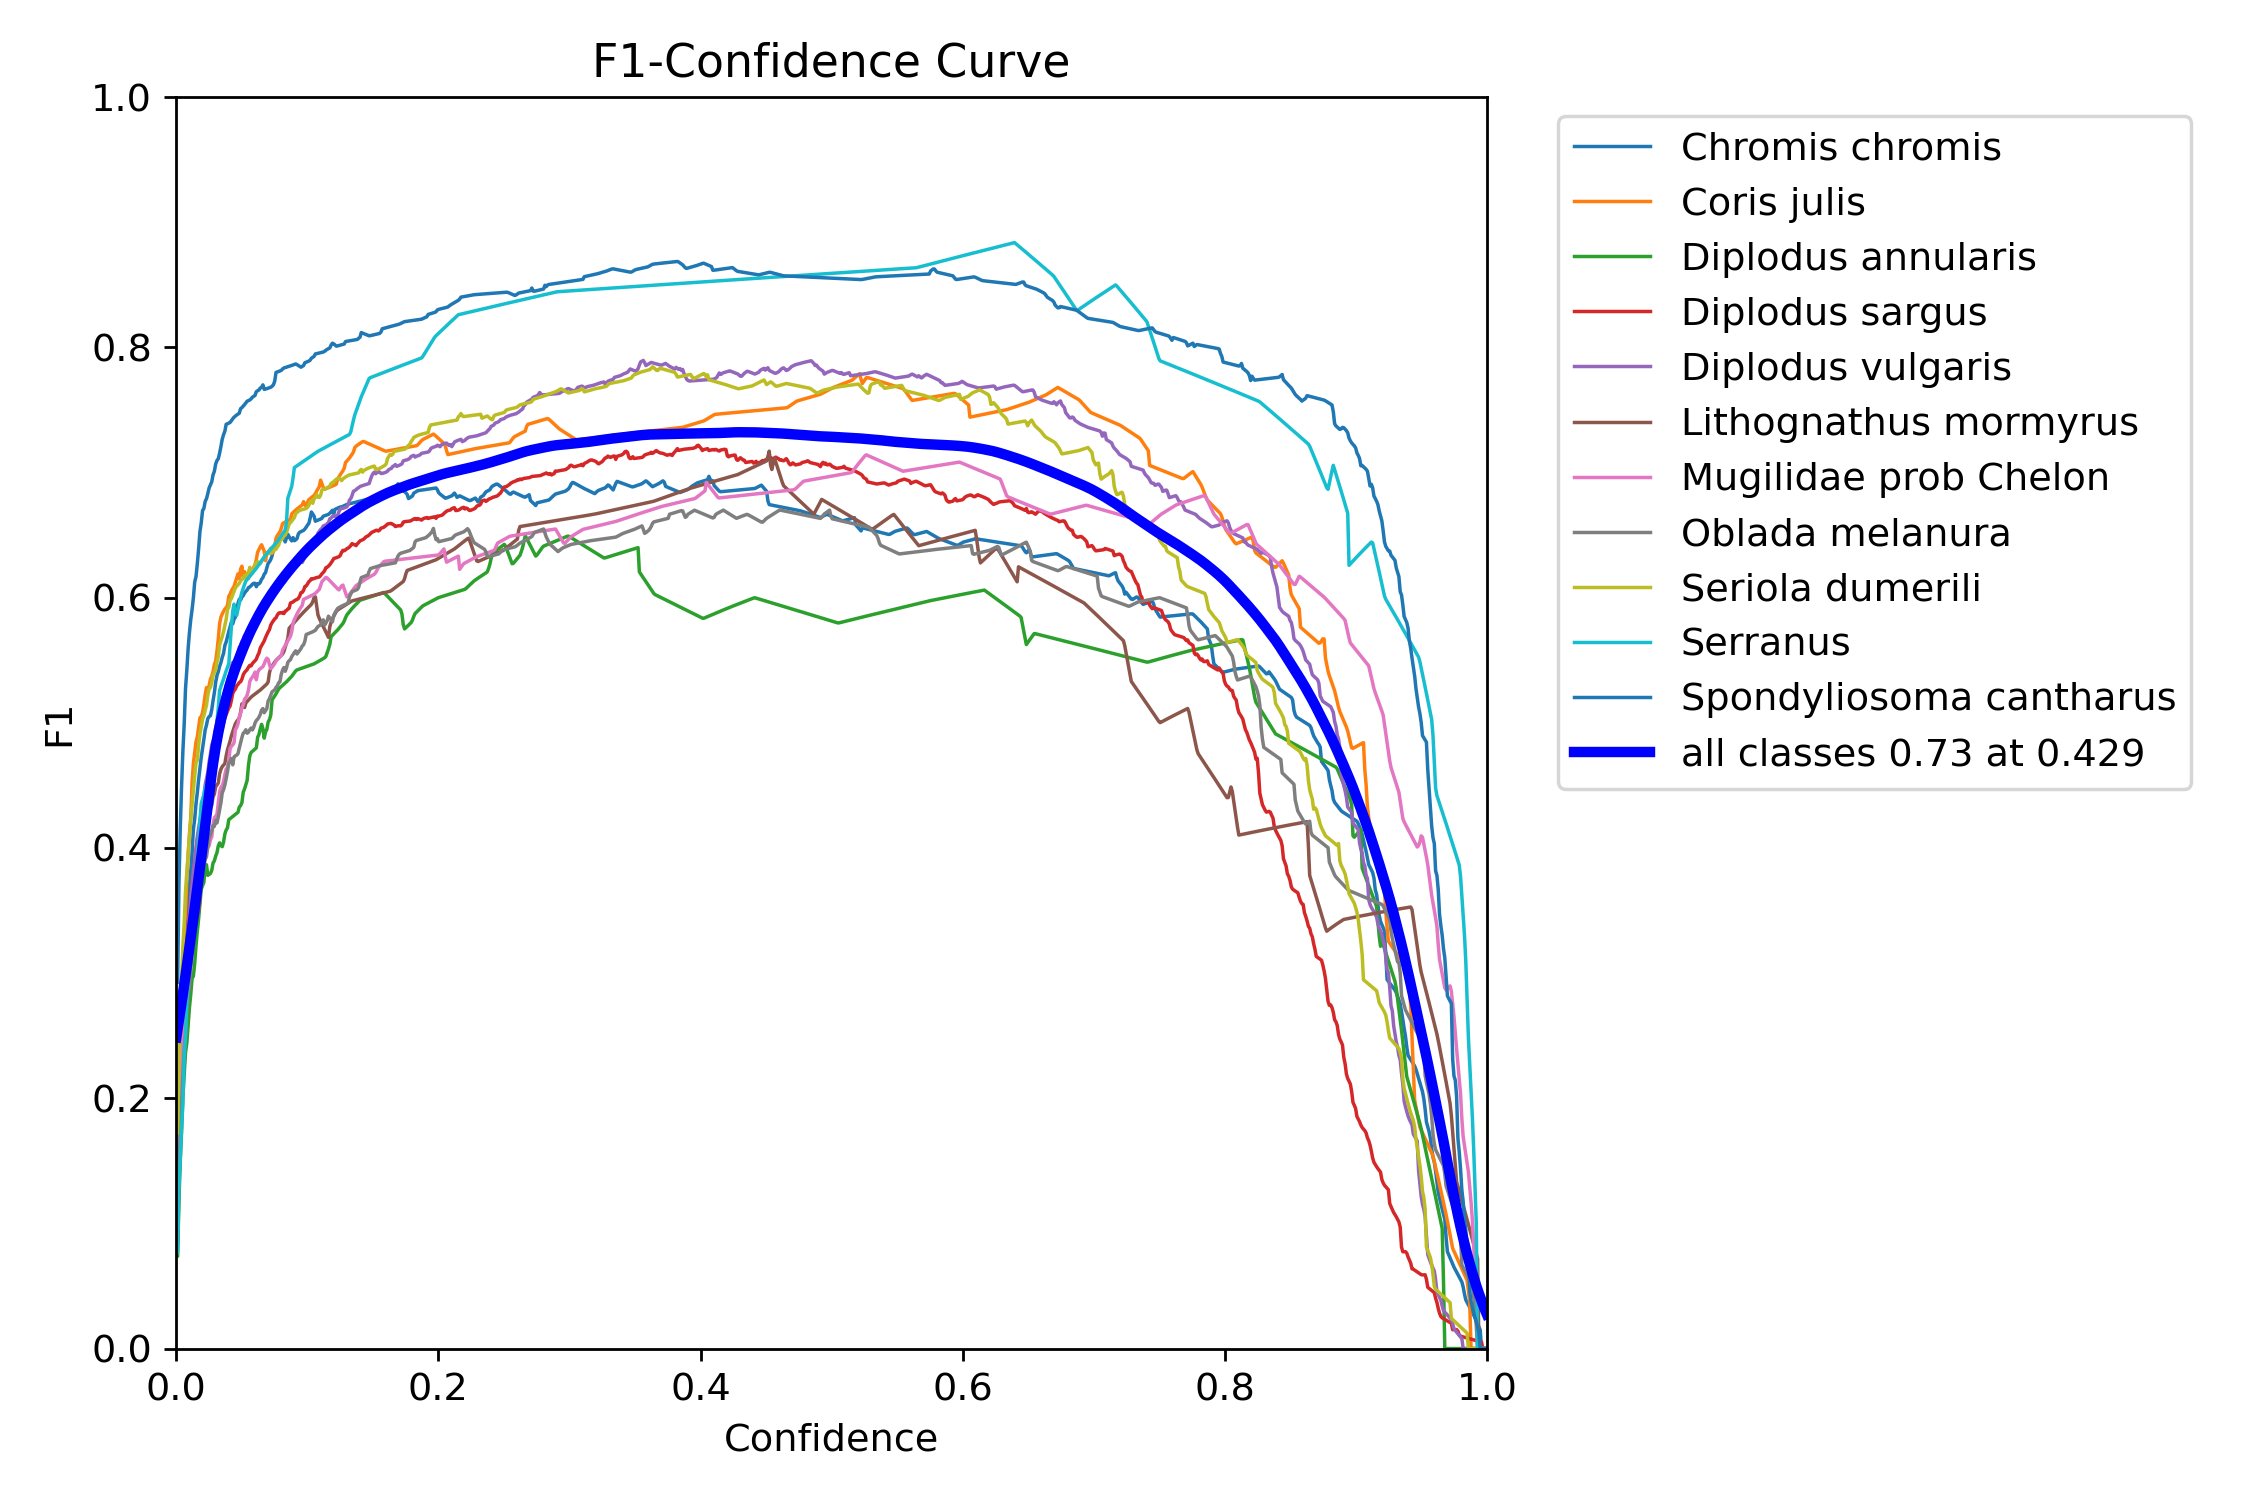 F1-Confidence Curve
1.0
0.8
0.6
0.4
0.2
0.0
F1
0.0 0.2 0.4 0.6 0.8 1.0
Confidence
Chromis chromis
Coris julis
Diplodus annularis
Diplodus sargus
Diplodus vulgaris
Lithognathus mormyrus
Mugilidae prob Chelon
Oblada melanura
Seriola dumerili
Serranus
Spondyliosoma cantharus
all classes 0.73 at 0.429